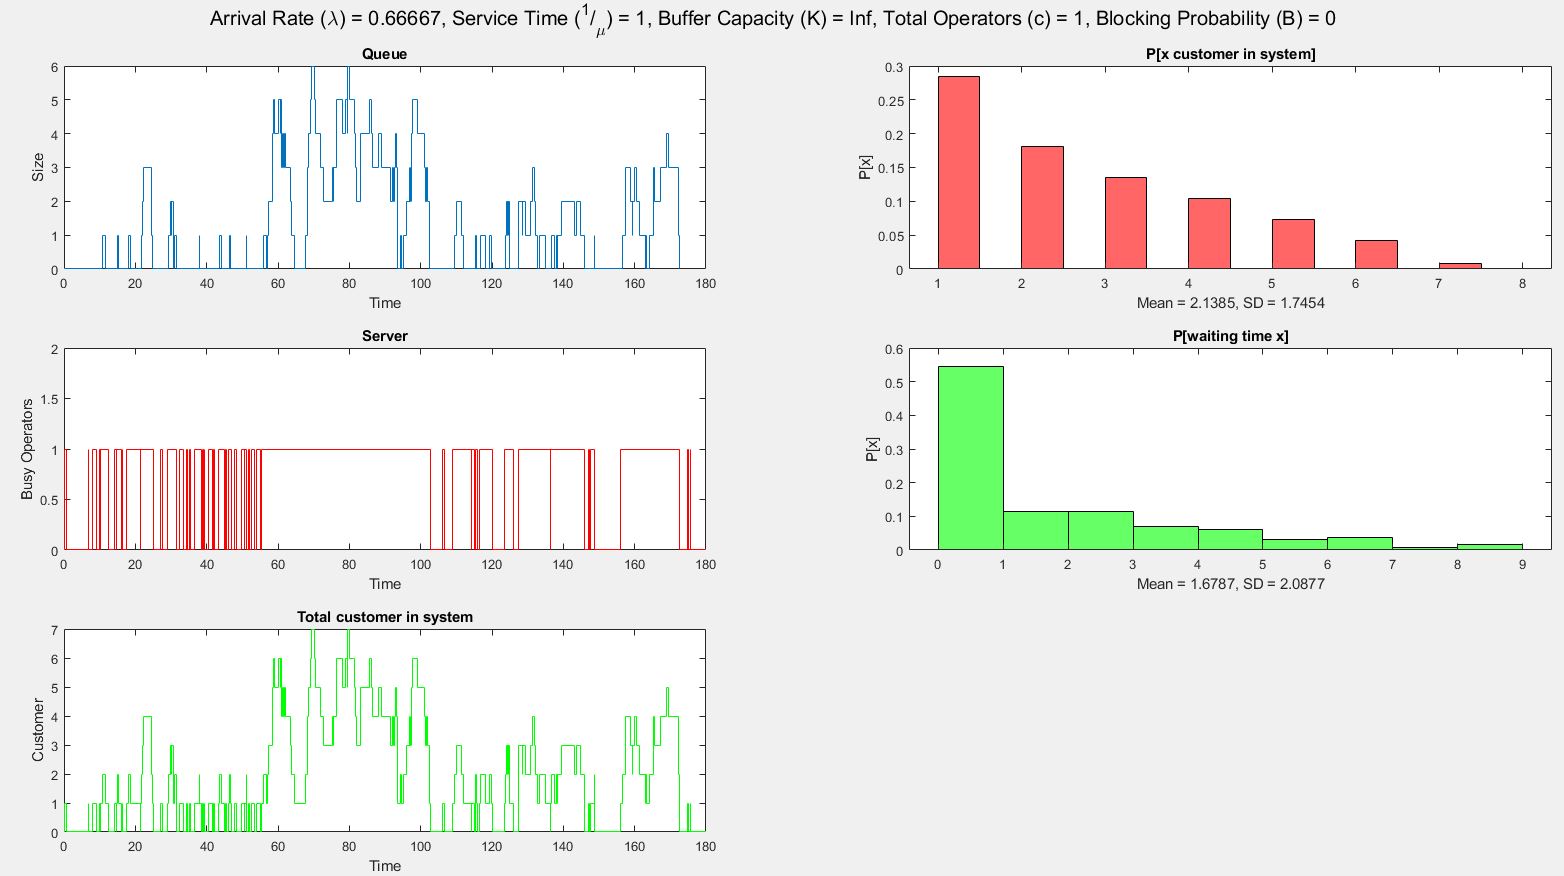 Arrival Rate (λ) = 0.66667, Service Time (1/μ) = 1, Buffer Capacity (K) = Inf, Total Operators (c) = 1, Blocking Probability (B) = 0
Queue
6
5
4
3
2
1
0
Size
0 20 40 60 80 100 120 140 160 180
Time
P[x customer in system]
0.3
0.25
0.2
0.15
0.1
0.05
0
P[x]
1 2 3 4 5 6 7 8
Mean = 2.1385, SD = 1.7454
Server
2
1.5
1
0.5
0
Busy Operators
0 20 40 60 80 100 120 140 160 180
Time
P[waiting time x]
0.6
0.5
0.4
0.3
0.2
0.1
0
P[x]
0 1 2 3 4 5 6 7 8 9
Mean = 1.6787, SD = 2.0877
Total customer in system
7
6
5
4
3
2
1
0
Customer
0 20 40 60 80 100 120 140 160 180
Time